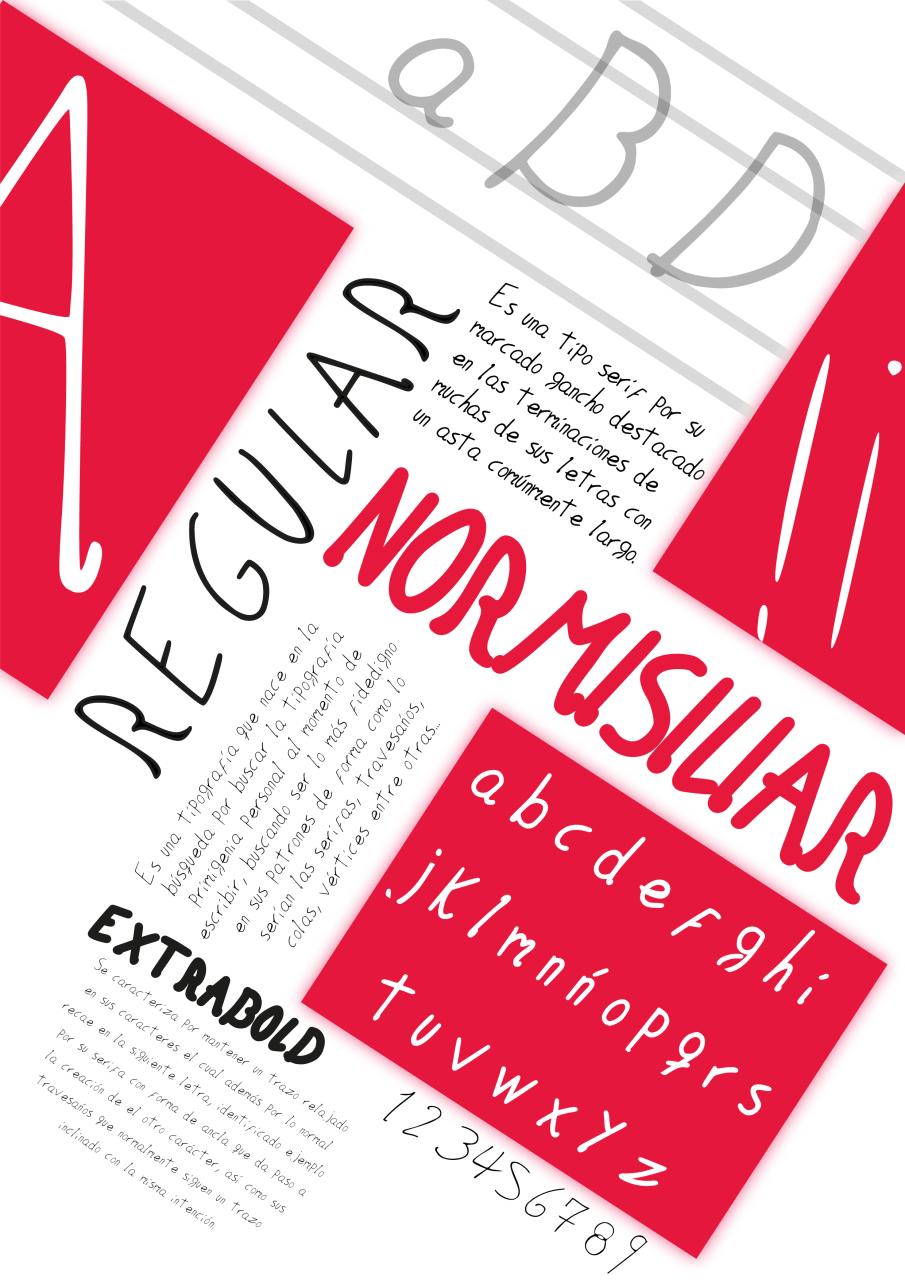 a B D
A
¡!
REGULAR
Es una tipo serif por su
marcado gancho destacado
en las terminaciones de
muchas de sus letras con
un asta comúnmente largo.
NORMISILIAR
Es una tipografía que nace en la
búsqueda por buscar la tipografía
primigenia personal al momento de
escribir, buscando ser lo más fidedigno
en sus patrones de forma como lo
serían las serifas, travesaños,
colas, vértices entre otras...
a b c d e f g h i
j k l m n ñ o p q r s
t u v w x y z
EXTRABOLD
Se caracteriza por mantener un trazo relajado
en sus caracteres el cual además por lo normal
recae en la siguiente letra, identificado ejemplo
por su serifa con forma de ancla que da paso a
la creación de el otro carácter, así como sus
travesaños que normalmente siguen un trazo
inclinado con la misma intención.
123456789